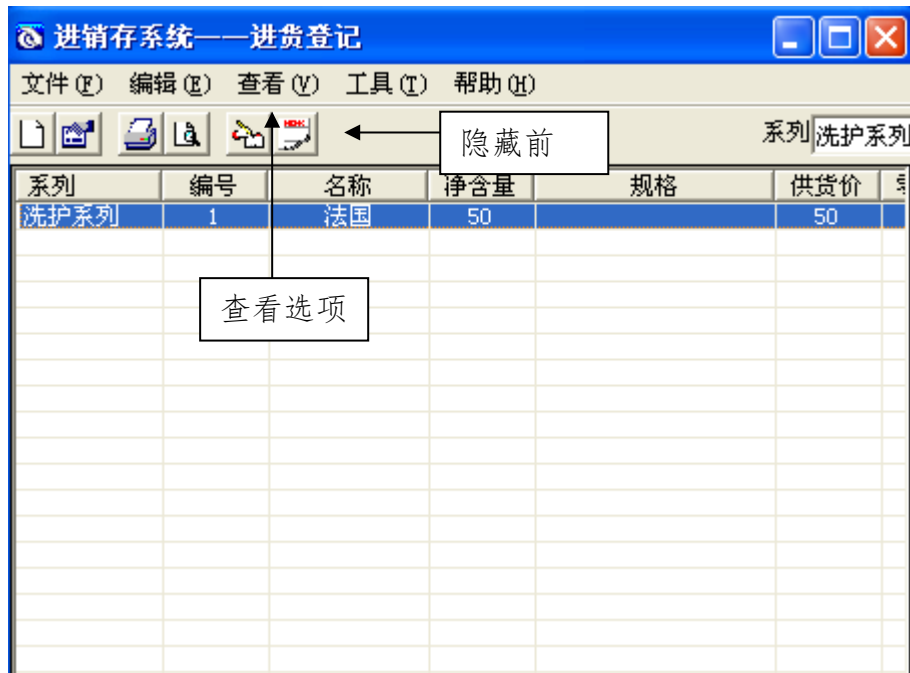 进销存系统——进货登记
文件(F) 编辑(E) 查看(V) 工具(T) 帮助(H)
隐藏前
系列 洗护系列
系列 编号 名称 净含量 规格 供货价
洗护系列 1 法国 50 50
查看选项